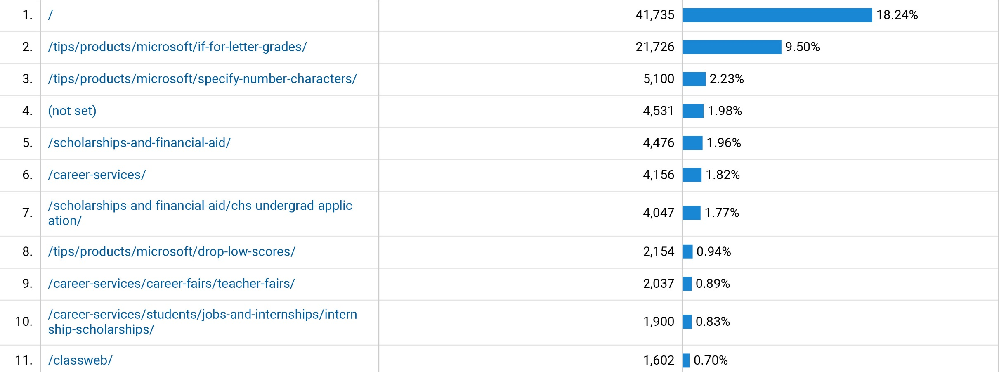 1. / 41,735 18.24%
2. /tips/products/microsoft/if-for-letter-grades/ 21,726 9.50%
3. /tips/products/microsoft/specify-number-characters/ 5,100 2.23%
4. (not set) 4,531 1.98%
5. /scholarships-and-financial-aid/ 4,476 1.96%
6. /career-services/ 4,156 1.82%
7. /scholarships-and-financial-aid/chs-undergrad-applic
ation/ 4,047 1.77%
8. /tips/products/microsoft/drop-low-scores/ 2,154 0.94%
9. /career-services/career-fairs/teacher-fairs/ 2,037 0.89%
10. /career-services/students/jobs-and-internships/intern
ship-scholarships/ 1,900 0.83%
11. /classweb/ 1,602 0.70%